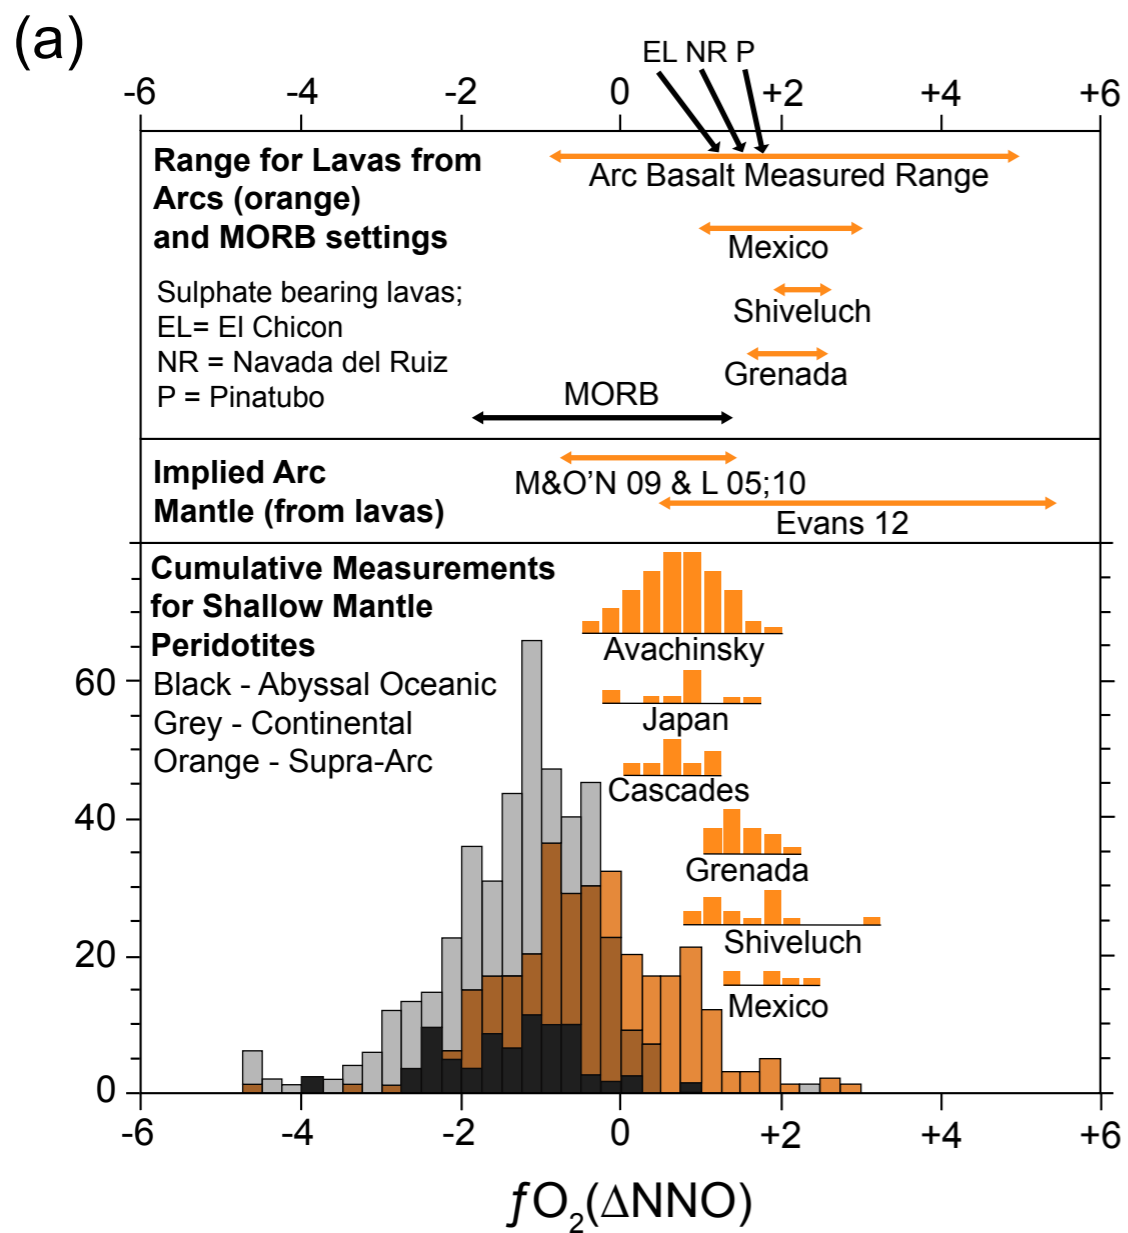 (a)
EL NR P
-6 -4 -2 0 +2 +4 +6
Range for Lavas from
Arcs (orange)
and MORB settings
Arc Basalt Measured Range
Mexico
Sulphate bearing lavas;
EL= El Chicon
NR = Navada del Ruiz
P = Pinatubo
Shiveluch
Grenada
MORB
Implied Arc
Mantle (from lavas)
M&O'N 09 & L 05;10
Evans 12
Cumulative Measurements
for Shallow Mantle
Peridotites
Black - Abyssal Oceanic
Grey - Continental
Orange - Supra-Arc
Avachinsky
Japan
Cascades
Grenada
Shiveluch
Mexico
60
40
20
0
-6 -4 -2 0 +2 +4 +6
ƒO₂(ΔNNO)